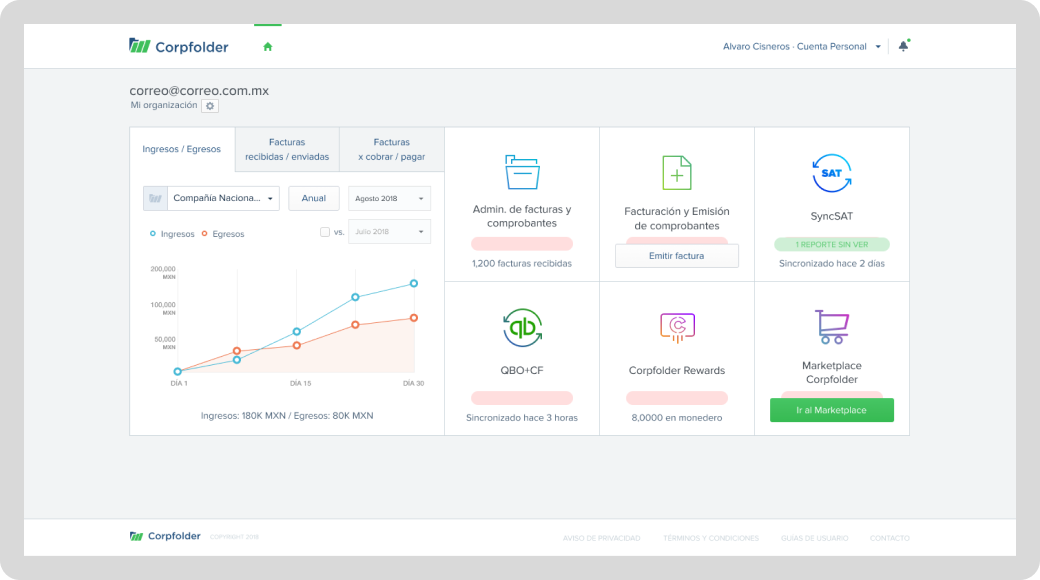 Corpfolder
Alvaro Cisneros · Cuenta Personal
correo@correo.com.mx
Mi organización
Ingresos / Egresos
Facturas
recibidas / enviadas
Facturas
x cobrar / pagar
Compañía Naciona...
Anual
Agosto 2018
Ingresos
Egresos
vs.
Julio 2018
200,000
MXN
100,000
MXN
50,000
MXN
DÍA 1
DÍA 15
DÍA 30
Ingresos: 180K MXN / Egresos: 80K MXN
Admin. de facturas y
comprobantes
1,200 facturas recibidas
Facturación y Emisión
de comprobantes
Emitir factura
SAT
SyncSAT
1 REPORTE SIN VER
Sincronizado hace 2 días
qb
QBO+CF
Sincronizado hace 3 horas
C
Corpfolder Rewards
8,0000 en monedero
Marketplace
Corpfolder
Ir al Marketplace
Corpfolder
COPYRIGHT 2018
AVISO DE PRIVACIDAD
TÉRMINOS Y CONDICIONES
GUÍAS DE USUARIO
CONTACTO